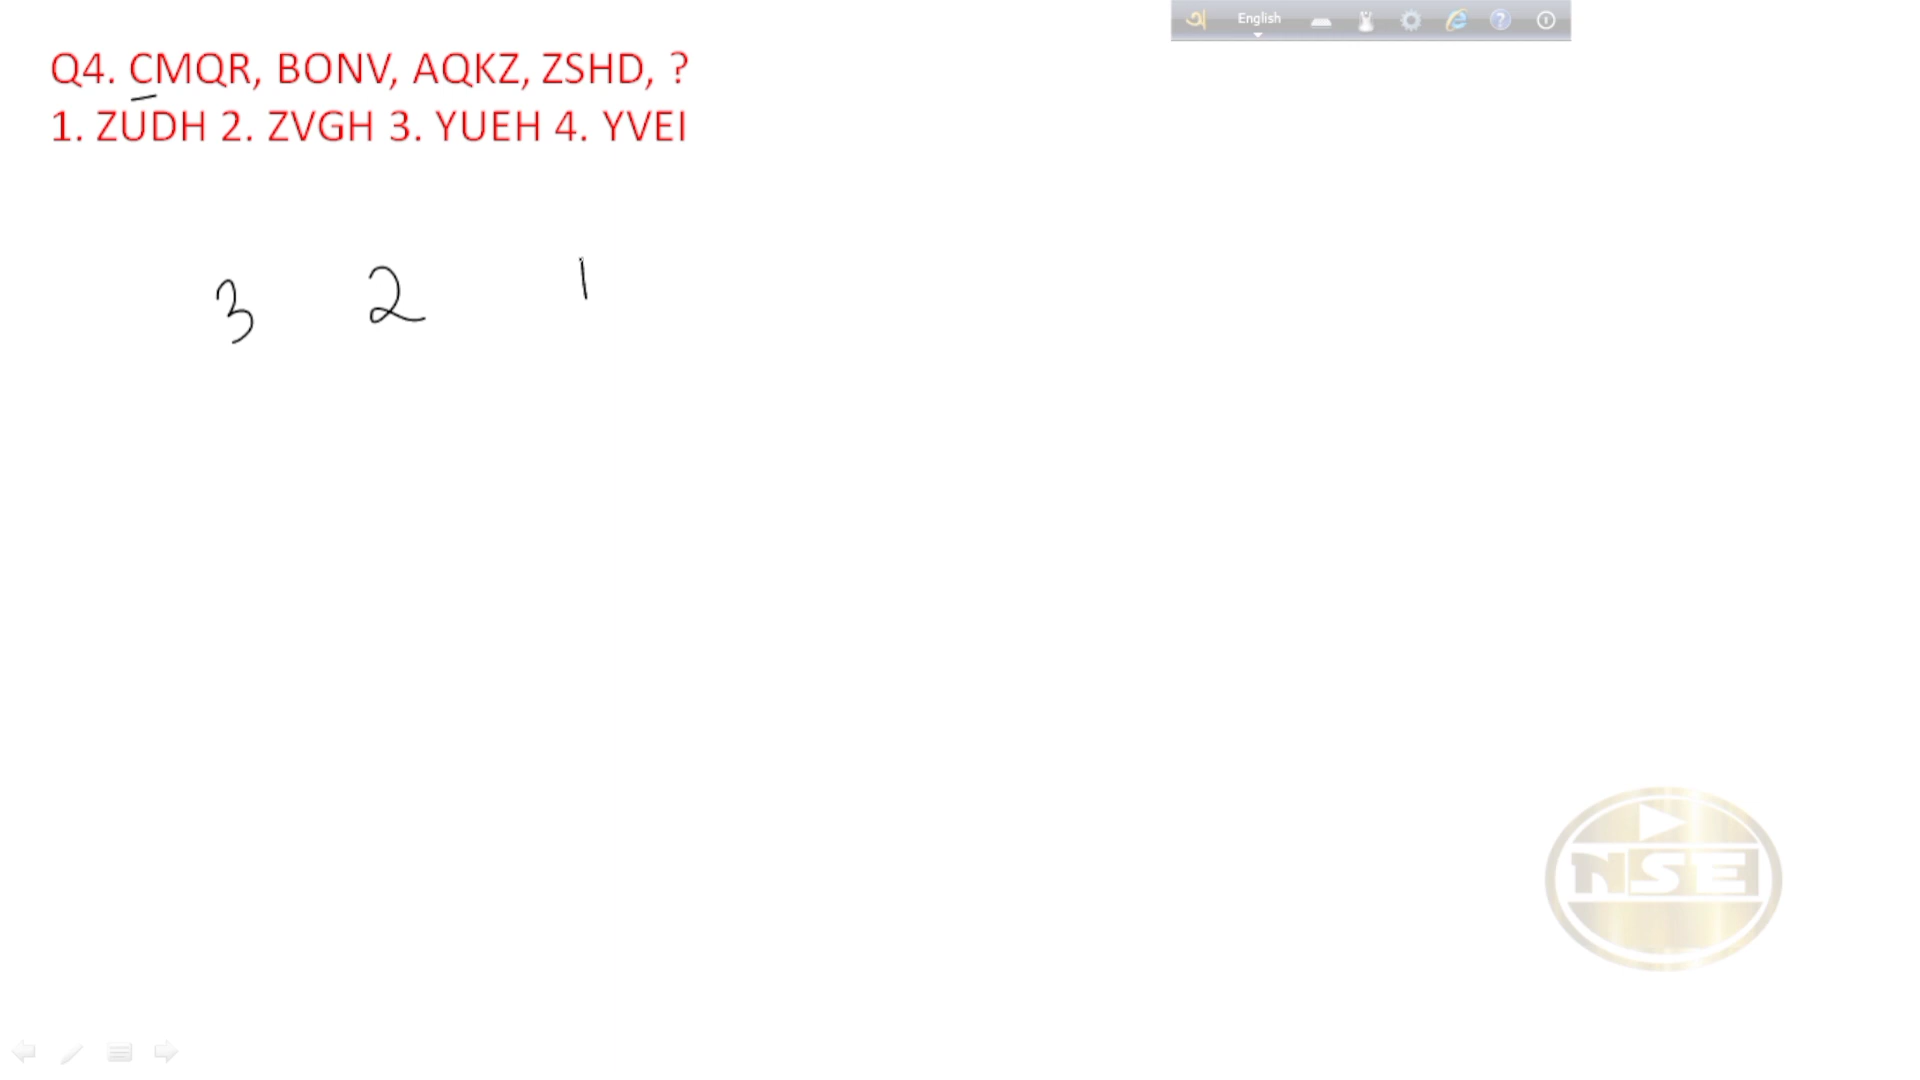 English
Q4. CMQR, BONV, AQKZ, ZSHD, ?
1. ZUDH 2. ZVGH 3. YUEH 4. YVEI
3 2 1
NSE